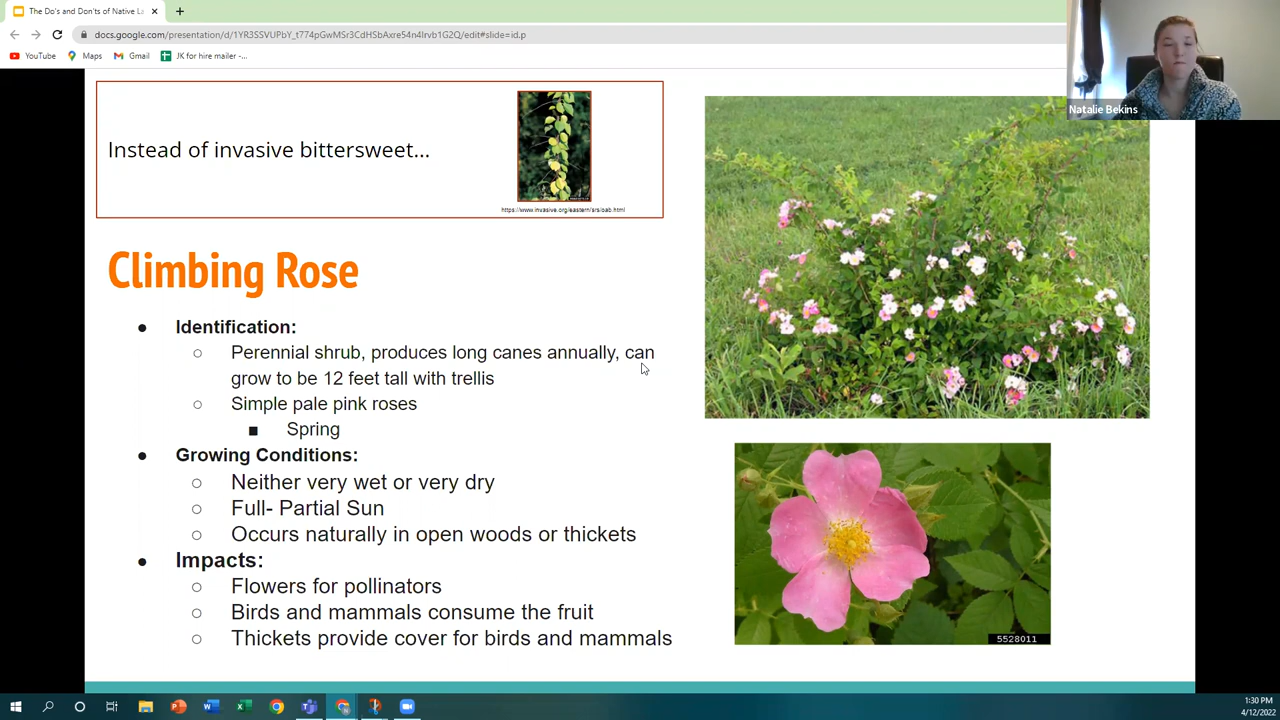 The Do's and Don'ts of Native La
docs.google.com/presentation/d/1YR3SSVUPbY_t774pGwMSr3CdHSbAxre54n4Irvb1G2Q/edit#slide=id.p
YouTube
Maps
Gmail
JK for hire mailer -...
Natalie Bekins
Instead of invasive bittersweet...
https://www.invasive.org/eastern/srs/oab.html
Climbing Rose
Identification:
Perennial shrub, produces long canes annually, can
grow to be 12 feet tall with trellis
Simple pale pink roses
Spring
Growing Conditions:
Neither very wet or very dry
Full- Partial Sun
Occurs naturally in open woods or thickets
Impacts:
Flowers for pollinators
Birds and mammals consume the fruit
Thickets provide cover for birds and mammals
5528011
1:30 PM
4/12/2022